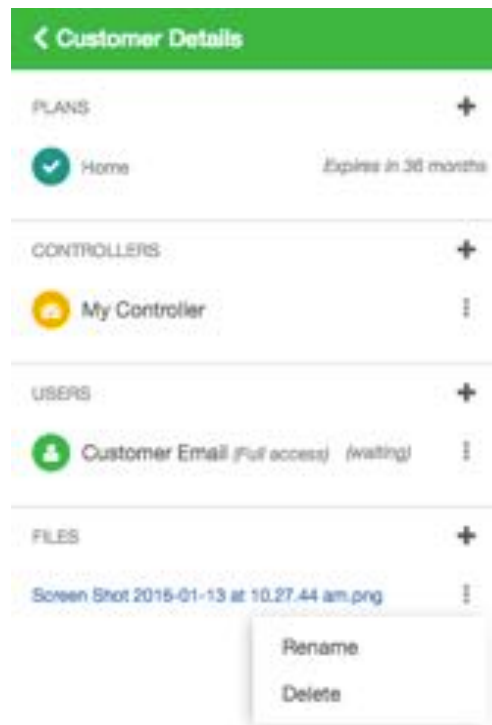 Customer Details
PLANS
Home Expires in 36 months
CONTROLLERS
My Controller
USERS
Customer Email (Full access) (waiting)
FILES
Screen Shot 2016-01-13 at 10.27.44 am.png
Rename
Delete